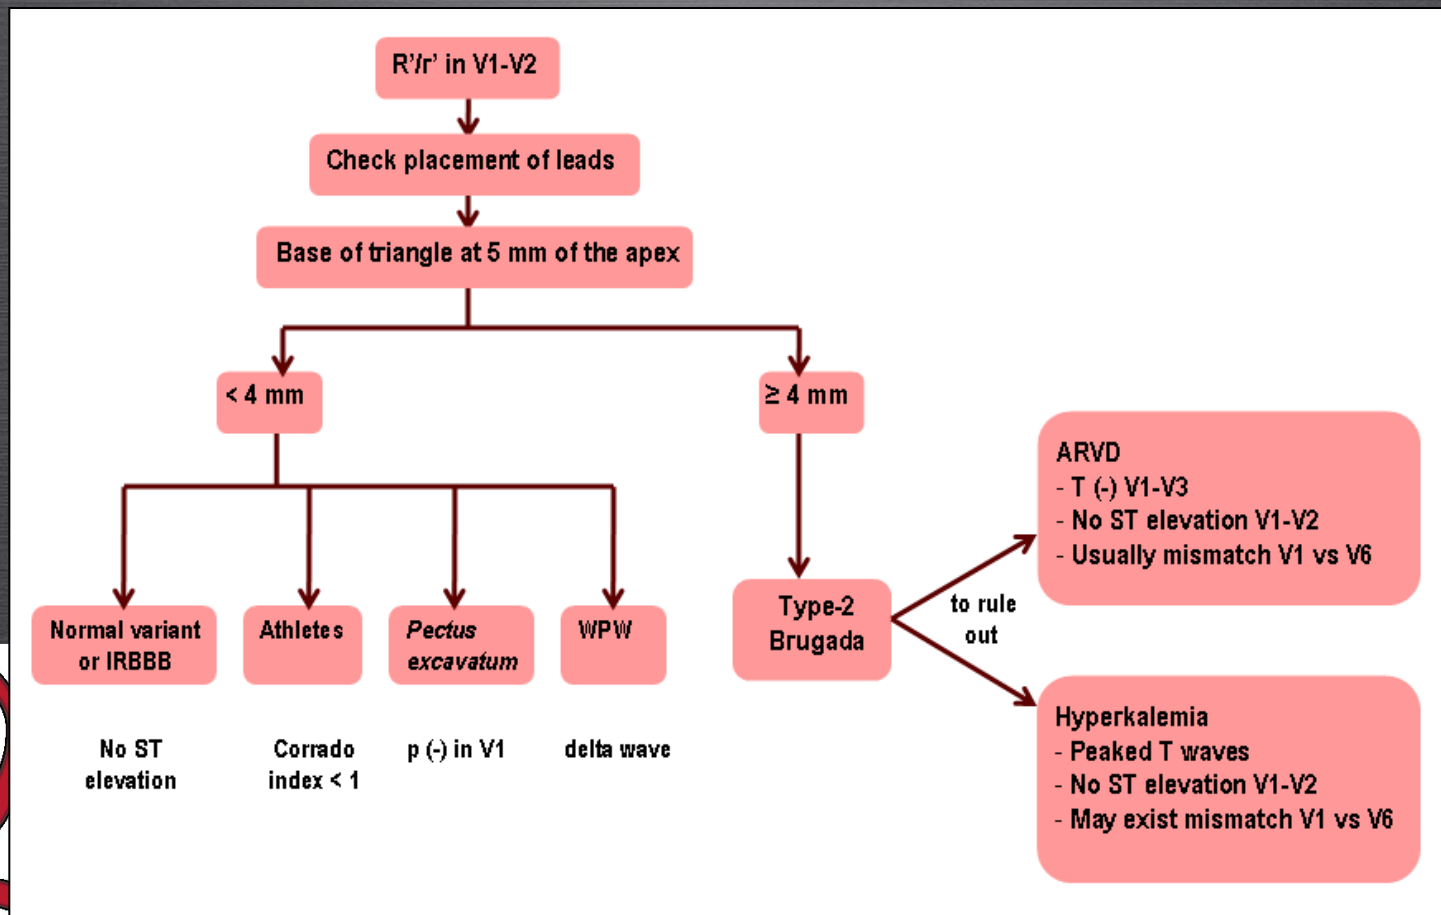 R’/r’ in V1-V2
Check placement of leads
Base of triangle at 5 mm of the apex
< 4 mm
≥ 4 mm
Normal variant
or IRBBB
Athletes
Pectus
excavatum
WPW
No ST
elevation
Corrado
index < 1
p (-) in V1
delta wave
Type-2
Brugada
to rule
out
ARVD
- T (-) V1-V3
- No ST elevation V1-V2
- Usually mismatch V1 vs V6
Hyperkalemia
- Peaked T waves
- No ST elevation V1-V2
- May exist mismatch V1 vs V6